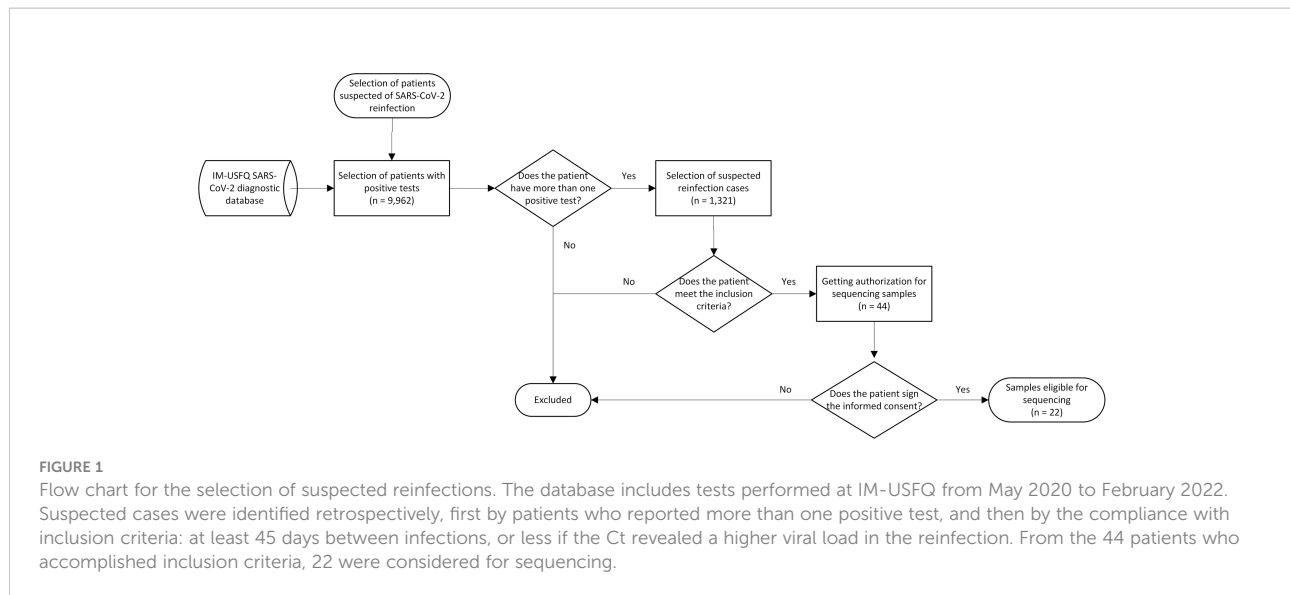 Selection of patients
suspected of SARS-CoV-2
reinfection
IM-USFQ SARS-
CoV-2 diagnostic
database
Selection of patients with
positive tests
(n = 9,962)
Does the patient
have more than one
positive test?
Yes
Selection of suspected
reinfection cases
(n = 1,321)
No
No
Does the patient
meet the inclusion
criteria?
Yes
Getting authorization for
sequencing samples
(n = 44)
Excluded
No
Does the patient sign
the informed consent?
Yes
Samples eligible for
sequencing
(n = 22)
FIGURE 1
Flow chart for the selection of suspected reinfections. The database includes tests performed at IM-USFQ from May 2020 to February 2022.
Suspected cases were identified retrospectively, first by patients who reported more than one positive test, and then by the compliance with
inclusion criteria: at least 45 days between infections, or less if the Ct revealed a higher viral load in the reinfection. From the 44 patients who
accomplished inclusion criteria, 22 were considered for sequencing.